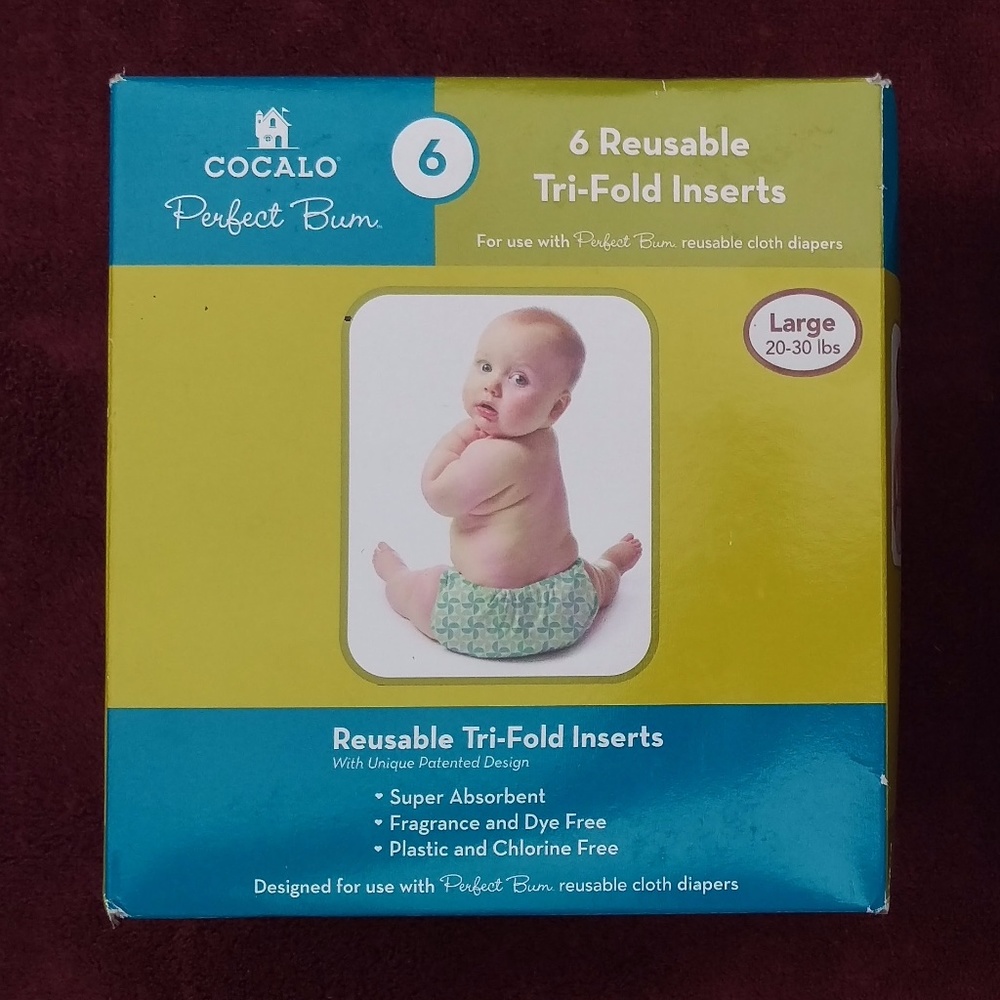 COCALO®
Perfect Bum™
6
6 Reusable
Tri-Fold Inserts
For use with Perfect Bum reusable cloth diapers
Large
20-30 lbs
Reusable Tri-Fold Inserts
With Unique Patented Design
Super Absorbent
Fragrance and Dye Free
Plastic and Chlorine Free
Designed for use with Perfect Bum reusable cloth diapers